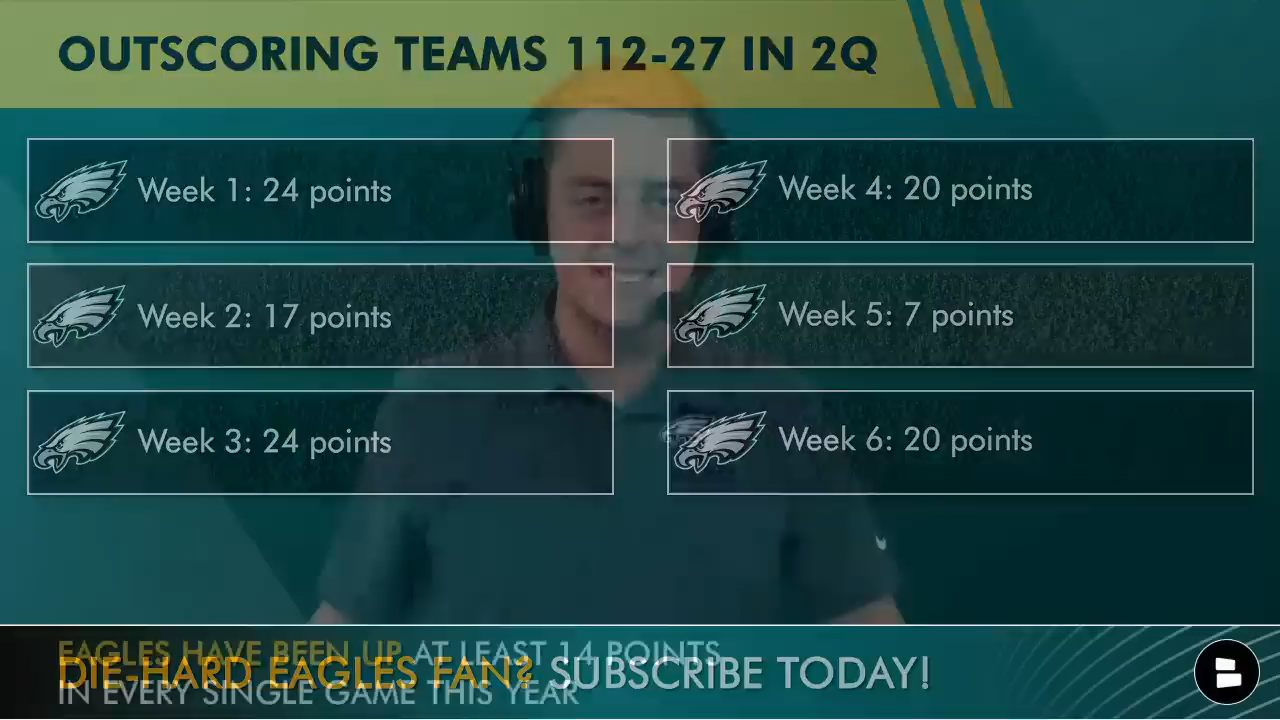 OUTSCORING TEAMS 112-27 IN 2Q
Week 1: 24 points
Week 2: 17 points
Week 3: 24 points
Week 4: 20 points
Week 5: 7 points
Week 6: 20 points
EAGLES HAVE BEEN UP AT LEAST 14 POINTS
IN EVERY SINGLE GAME THIS YEAR
DIE-HARD EAGLES FAN? SUBSCRIBE TODAY!